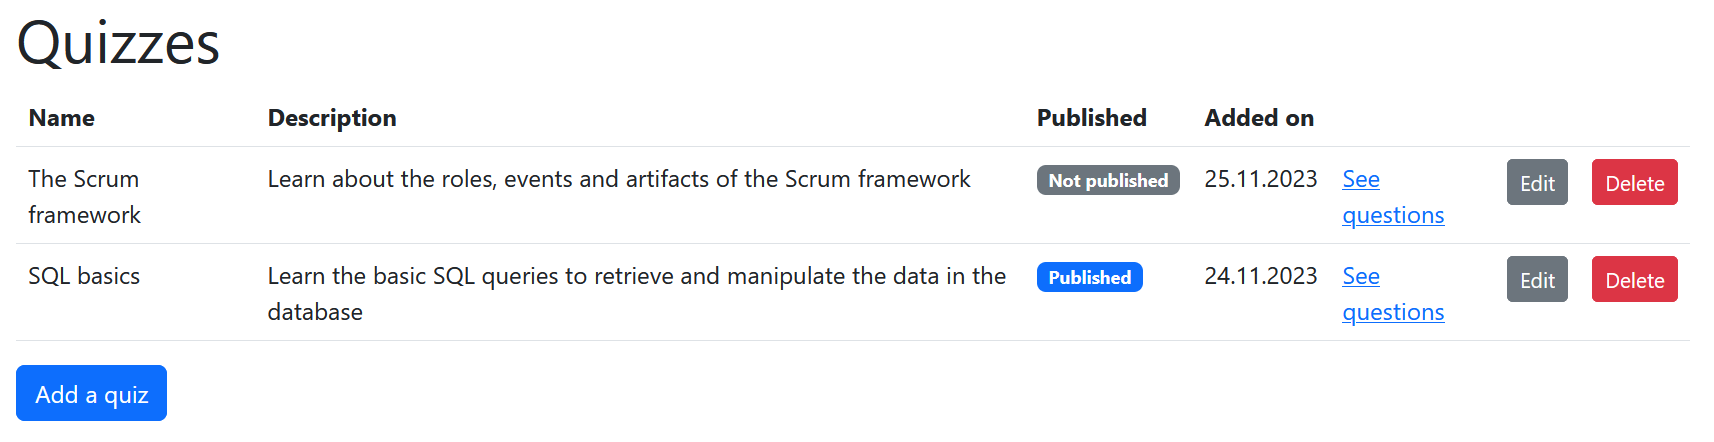 Quizzes
Name Description Published Added on
The Scrum framework Learn about the roles, events and artifacts of the Scrum framework Not published 25.11.2023 See questions Edit Delete
SQL basics Learn the basic SQL queries to retrieve and manipulate the data in the database Published 24.11.2023 See questions Edit Delete
Add a quiz